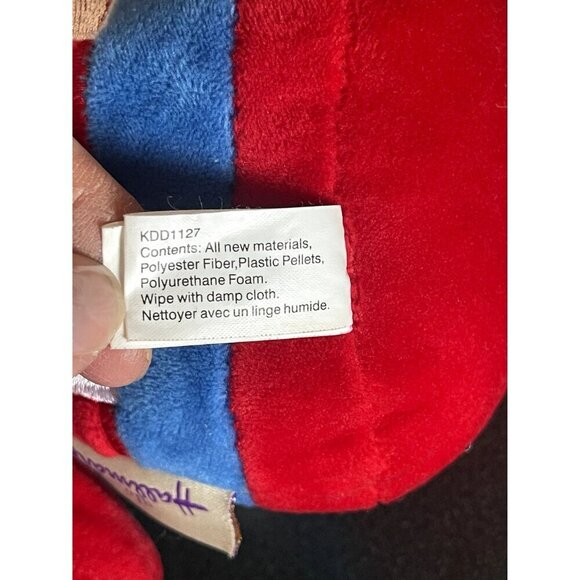 KDD1127
Contents: All new materials,
Polyester Fiber,Plastic Pellets,
Polyurethane Foam.
Wipe with damp cloth.
Nettoyer avec un linge humide.
Hallmark